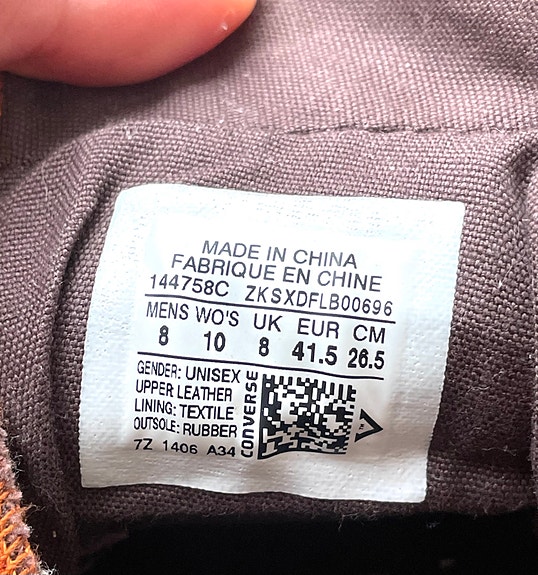 MADE IN CHINA
FABRIQUE EN CHINE
144758C ZKSXDFLB00696
MENS WO'S UK EUR CM
8 10 8 41.5 26.5
GENDER: UNISEX
UPPER LEATHER
LINING: TEXTILE
OUTSOLE: RUBBER
7Z 1406 A34
CONVERSE